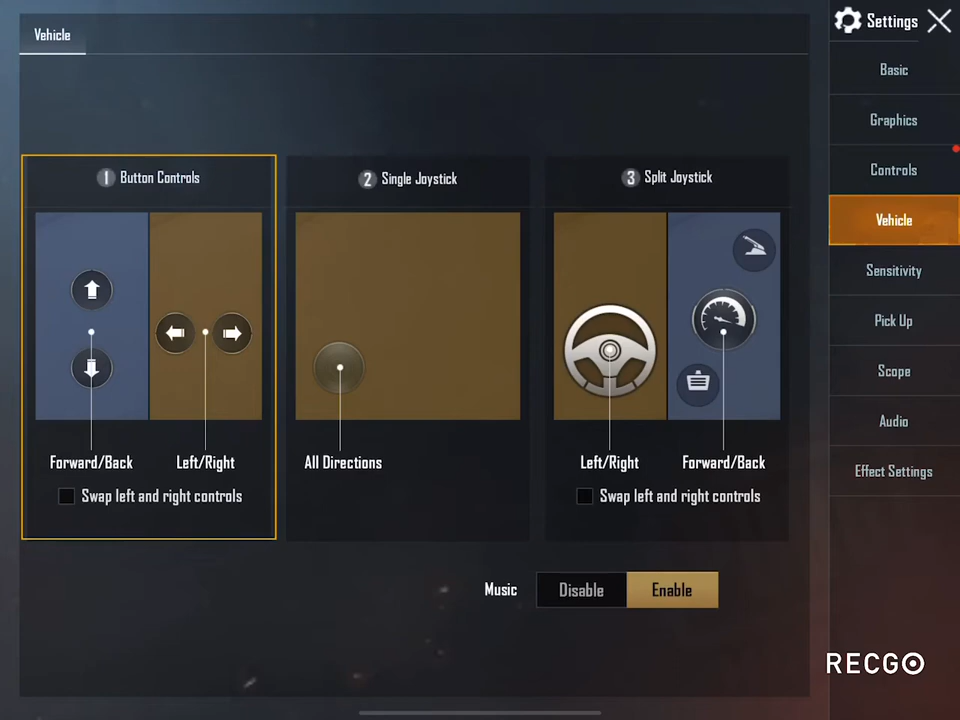 Vehicle
Settings
Basic
Graphics
Controls
Vehicle
Sensitivity
Pick Up
Scope
Audio
Effect Settings
1 Button Controls
Forward/Back
Left/Right
Swap left and right controls
2 Single Joystick
All Directions
3 Split Joystick
Left/Right
Forward/Back
Swap left and right controls
Music
Disable
Enable
RECGO